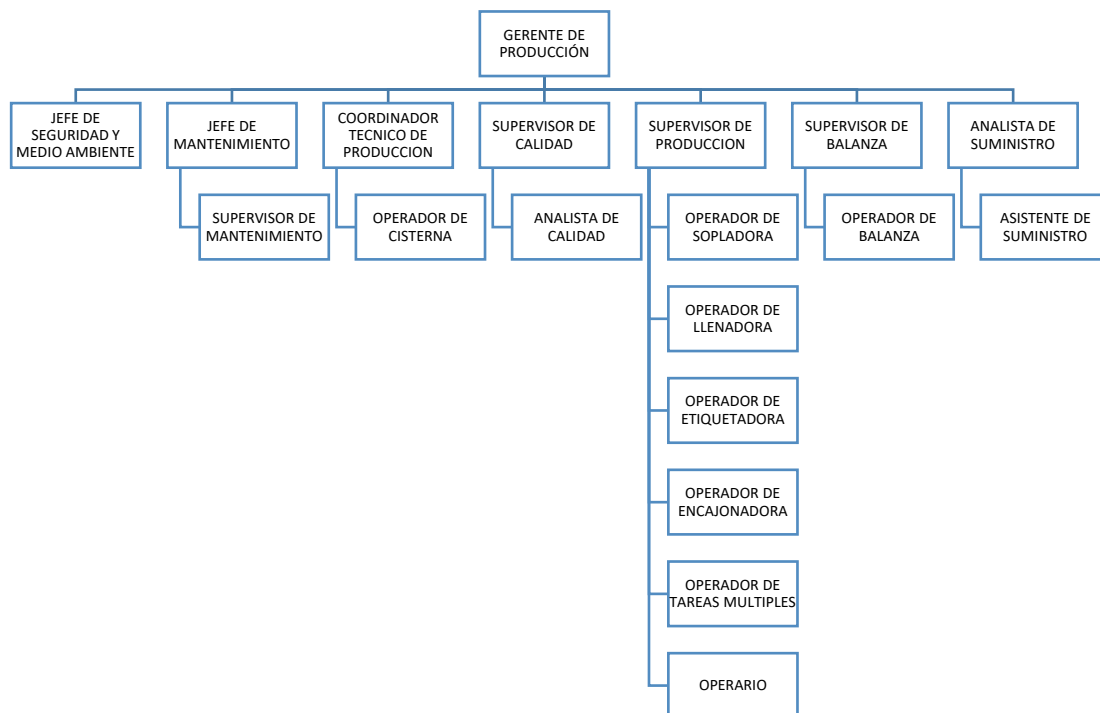 GERENTE DE
PRODUCCIÓN
JEFE DE
SEGURIDAD Y
MEDIO AMBIENTE
JEFE DE
MANTENIMIENTO
COORDINADOR
TECNICO DE
PRODUCCION
SUPERVISOR DE
CALIDAD
SUPERVISOR DE
PRODUCCION
SUPERVISOR DE
BALANZA
ANALISTA DE
SUMINISTRO
SUPERVISOR DE
MANTENIMIENTO
OPERADOR DE
CISTERNA
ANALISTA DE
CALIDAD
OPERADOR DE
SOPLADORA
OPERADOR DE
BALANZA
ASISTENTE DE
SUMINISTRO
OPERADOR DE
LLENADORA
OPERADOR DE
ETIQUETADORA
OPERADOR DE
ENCAJONADORA
OPERADOR DE
TAREAS MULTIPLES
OPERARIO